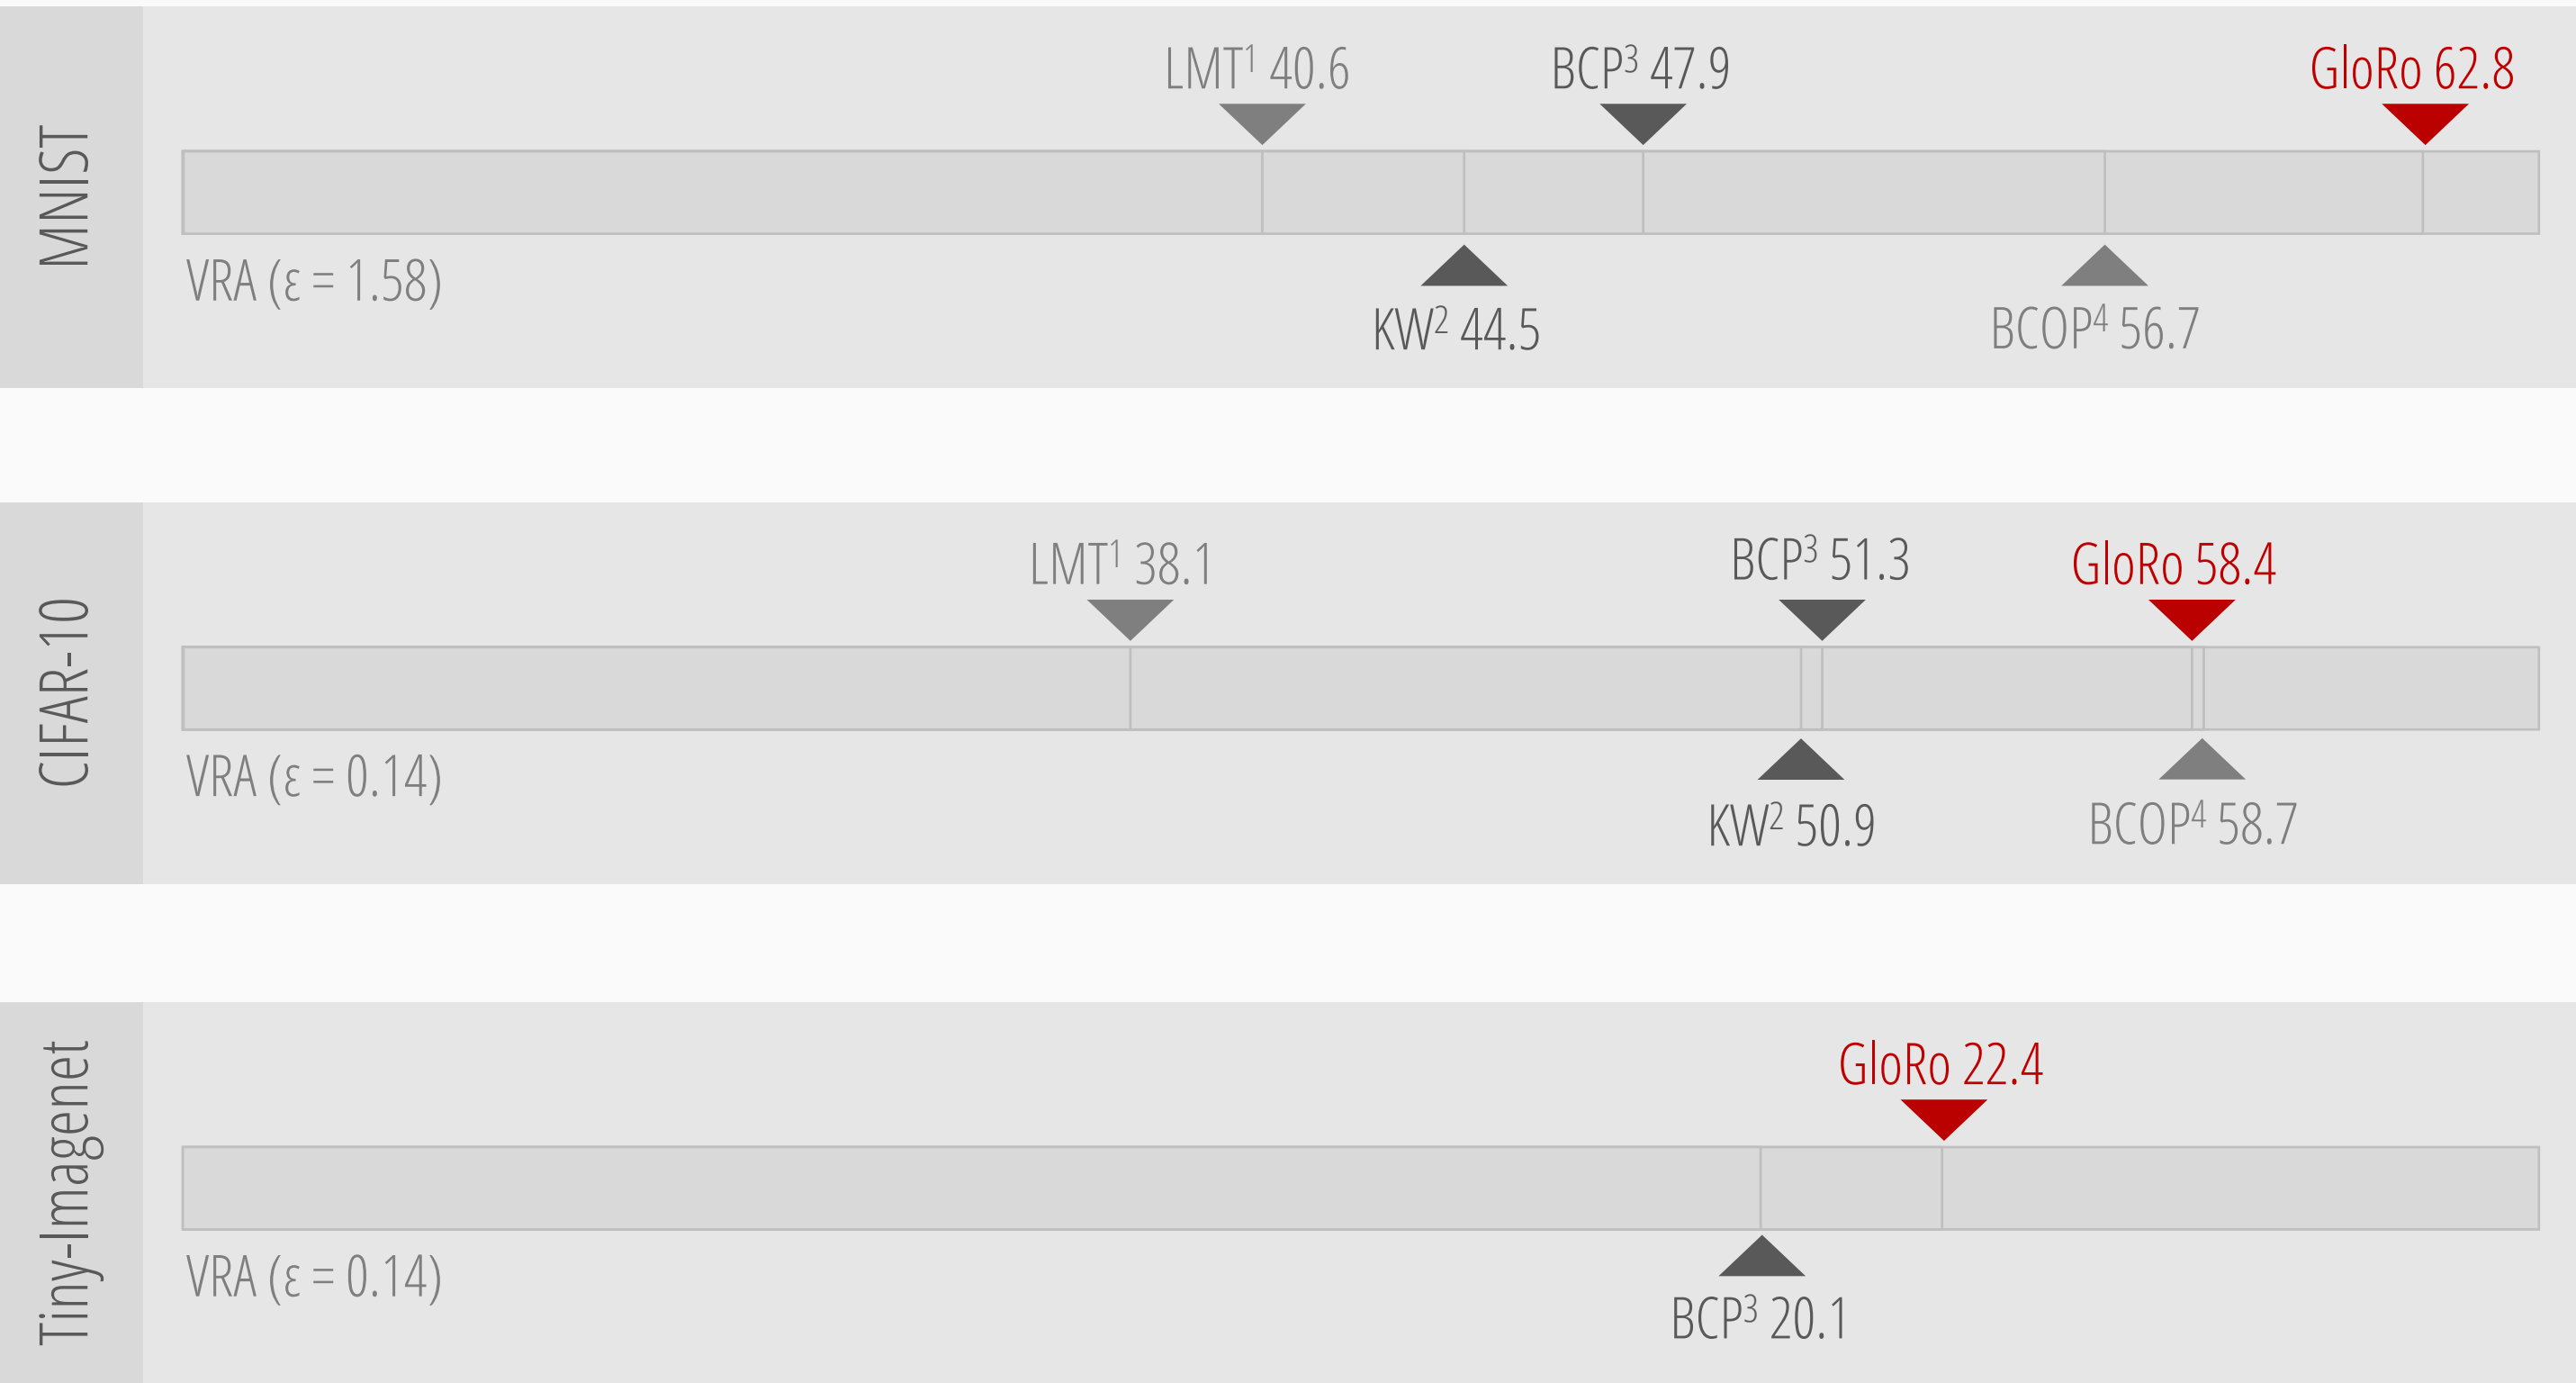 MNIST
LMT¹ 40.6
BCP³ 47.9
GloRo 62.8
VRA (ε = 1.58)
KW² 44.5
BCOP⁴ 56.7
CIFAR-10
LMT¹ 38.1
BCP³ 51.3
GloRo 58.4
VRA (ε = 0.14)
KW² 50.9
BCOP⁴ 58.7
Tiny-Imagenet
GloRo 22.4
VRA (ε = 0.14)
BCP³ 20.1